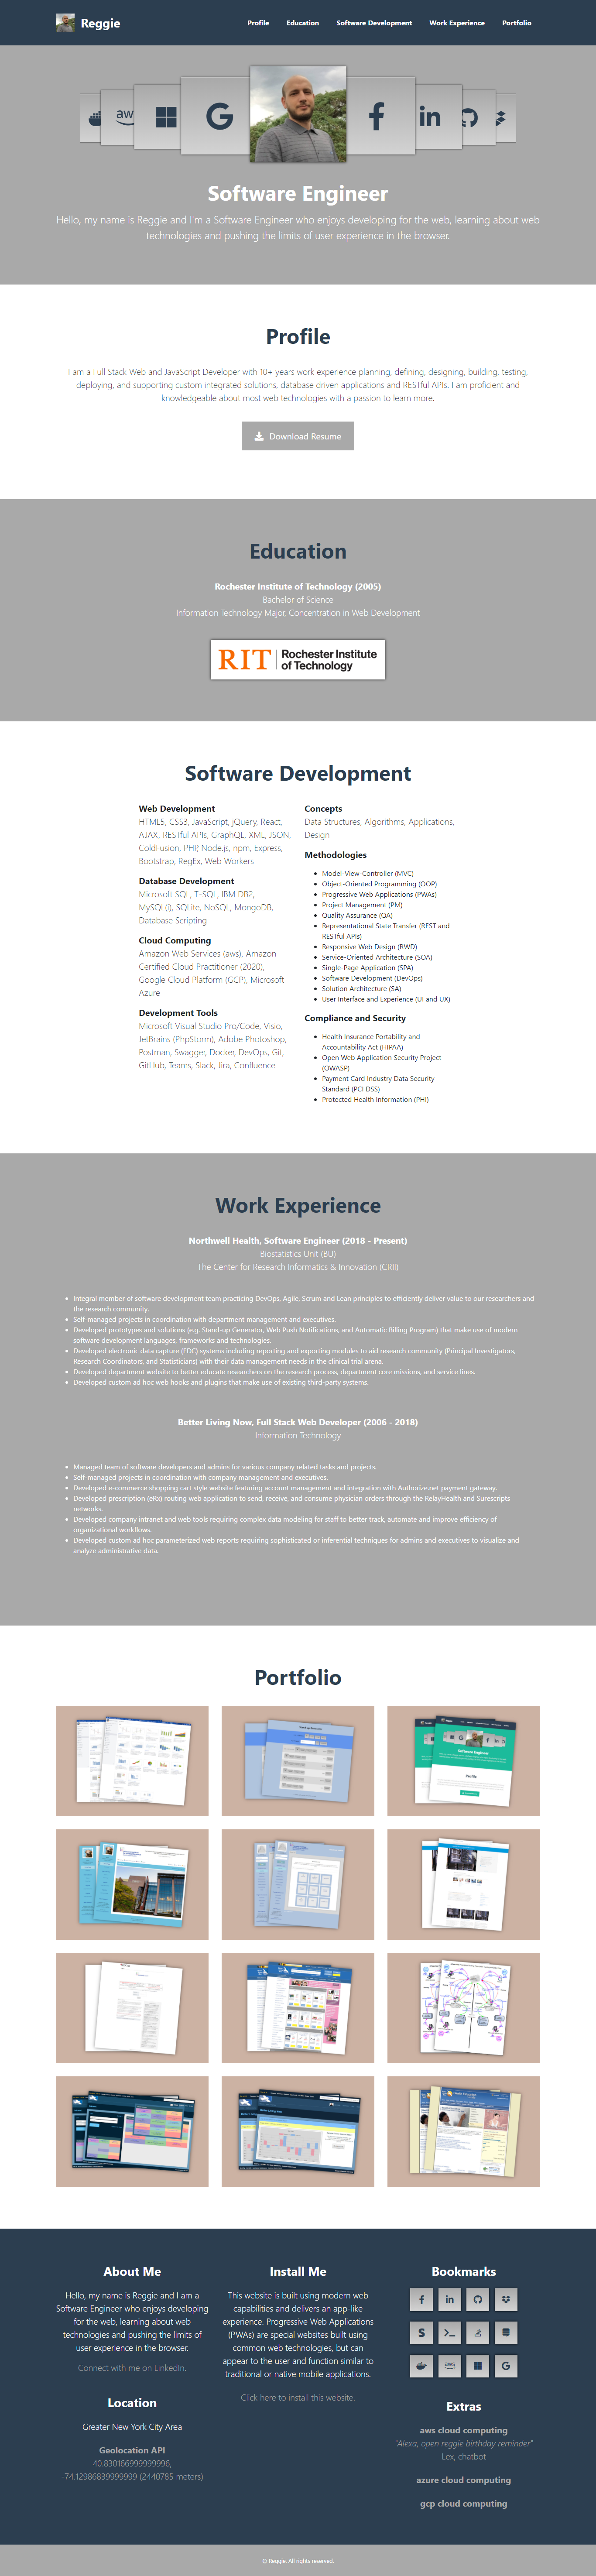 Reggie
Profile Education Software Development Work Experience Portfolio
aws
Software Engineer
Hello, my name is Reggie and I'm a Software Engineer who enjoys developing for the web, learning about web
technologies and pushing the limits of user experience in the browser.
Profile
I am a Full Stack Web and JavaScript Developer with 10+ years work experience planning, defining, designing, building, testing,
deploying, and supporting custom integrated solutions, database driven applications and RESTful APIs. I am proficient and
knowledgeable about most web technologies with a passion to learn more.
Download Resume
Education
Rochester Institute of Technology (2005)
Bachelor of Science
Information Technology Major, Concentration in Web Development
RIT Rochester Institute
of Technology
Software Development
Web Development
HTML5, CSS3, JavaScript, jQuery, React,
AJAX, RESTful APIs, GraphQL, XML, JSON,
ColdFusion, PHP, Node.js, npm, Express,
Bootstrap, RegEx, Web Workers
Database Development
Microsoft SQL, T-SQL, IBM DB2,
MySQL(i), SQLite, NoSQL, MongoDB,
Database Scripting
Cloud Computing
Amazon Web Services (aws), Amazon
Certified Cloud Practitioner (2020),
Google Cloud Platform (GCP), Microsoft
Azure
Development Tools
Microsoft Visual Studio Pro/Code, Visio,
JetBrains (PhpStorm), Adobe Photoshop,
Postman, Swagger, Docker, DevOps, Git,
GitHub, Teams, Slack, Jira, Confluence
Concepts
Data Structures, Algorithms, Applications,
Design
Methodologies
Model-View-Controller (MVC)
Object-Oriented Programming (OOP)
Progressive Web Applications (PWAs)
Project Management (PM)
Quality Assurance (QA)
Representational State Transfer (REST and
RESTful APIs)
Responsive Web Design (RWD)
Service-Oriented Architecture (SOA)
Single-Page Application (SPA)
Software Development (DevOps)
Solution Architecture (SA)
User Interface and Experience (UI and UX)
Compliance and Security
Health Insurance Portability and
Accountability Act (HIPAA)
Open Web Application Security Project
(OWASP)
Payment Card Industry Data Security
Standard (PCI DSS)
Protected Health Information (PHI)
Work Experience
Northwell Health, Software Engineer (2018 - Present)
Biostatistics Unit (BU)
The Center for Research Informatics & Innovation (CRII)
Integral member of software development team practicing DevOps, Agile, Scrum and Lean principles to efficiently deliver value to our researchers and
the research community.
Self-managed projects in coordination with department management and executives.
Developed prototypes and solutions (e.g. Stand-up Generator, Web Push Notifications, and Automatic Billing Program) that make use of modern
software development languages, frameworks and technologies.
Developed electronic data capture (EDC) systems including reporting and exporting modules to aid research community (Principal Investigators,
Research Coordinators, and Statisticians) with their data management needs in the clinical trial arena.
Developed department website to better educate researchers on the research process, department core missions, and service lines.
Developed custom ad hoc web hooks and plugins that make use of existing third-party systems.
Better Living Now, Full Stack Web Developer (2006 - 2018)
Information Technology
Managed team of software developers and admins for various company related tasks and projects.
Self-managed projects in coordination with company management and executives.
Developed e-commerce shopping cart style website featuring account management and integration with Authorize.net payment gateway.
Developed prescription (eRx) routing web application to send, receive, and consume physician orders through the RelayHealth and Surescripts
networks.
Developed company intranet and web tools requiring complex data modeling for staff to better track, automate and improve efficiency of
organizational workflows.
Developed custom ad hoc parameterized web reports requiring sophisticated or inferential techniques for admins and executives to visualize and
analyze administrative data.
Portfolio
Software Engineer
Profile
About Me
Hello, my name is Reggie and I am a
Software Engineer who enjoys developing
for the web, learning about web
technologies and pushing the limits of
user experience in the browser.
Connect with me on LinkedIn.
Location
Greater New York City Area
Geolocation API
40.830166999999996,
-74.12986839999999 (2440785 meters)
Install Me
This website is built using modern web
capabilities and delivers an app-like
experience. Progressive Web Applications
(PWAs) are special websites built using
common web technologies, but can
appear to the user and function similar to
traditional or native mobile applications.
Click here to install this website.
Bookmarks
Extras
aws cloud computing
"Alexa, open reggie birthday reminder"
Lex, chatbot
azure cloud computing
gcp cloud computing
© Reggie. All rights reserved.